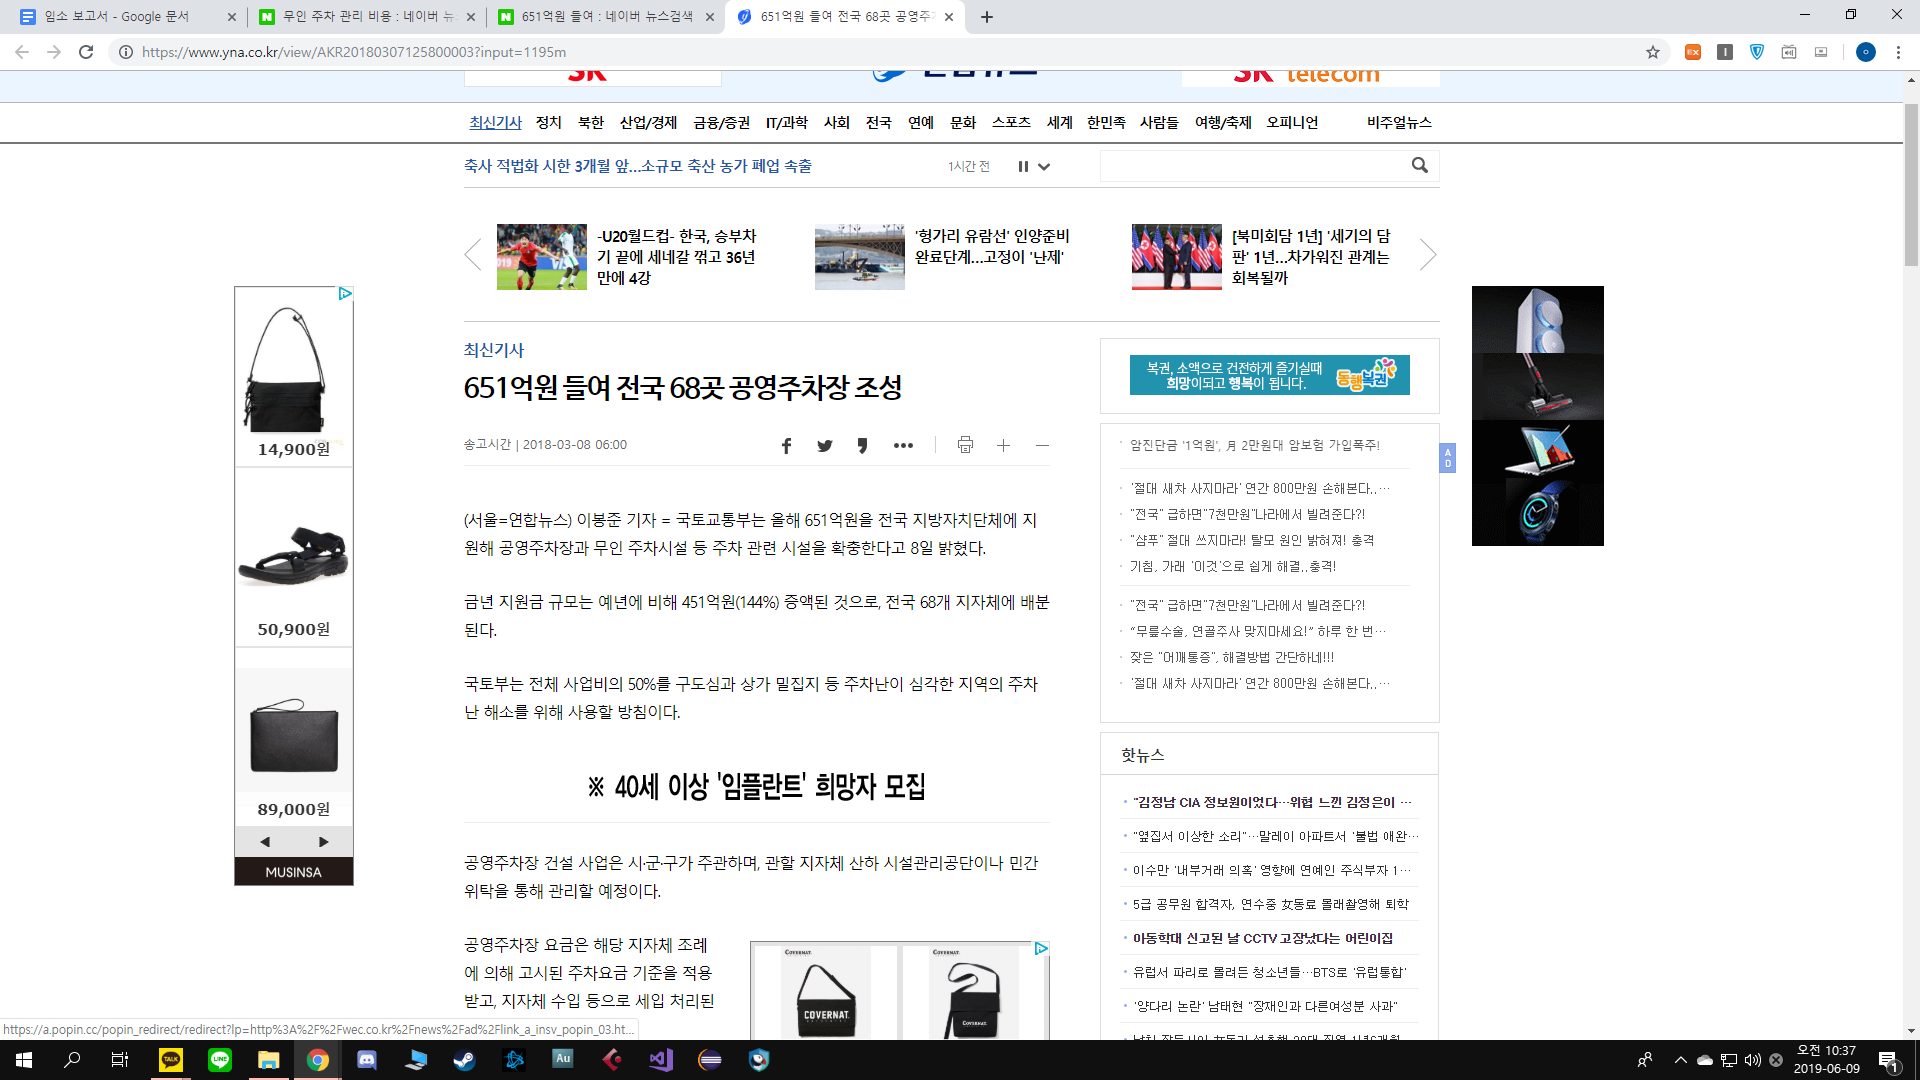 임소 보고서 - Google 문서
무인 주차 관리 비용 : 네이버 뉴
651억원 들여 : 네이버 뉴스검색
651억원 들여 전국 68곳 공영주
https://www.yna.co.kr/view/AKR20180307125800003?input=1195m
SK
SK telecom
최신기사 정치 북한 산업/경제 금융/증권 IT/과학 사회 전국 연예 문화 스포츠 세계 한민족 사람들 여행/축제 오피니언 비주얼뉴스
축사 적법화 시한 3개월 앞...소규모 축산 농가 폐업 속출
1시간 전
-U20월드컵- 한국, 승부차
기 끝에 세네갈 꺾고 36년
만에 4강
'헝가리 유람선' 인양준비
완료단계...고정이 '난제'
[북미회담 1년] '세기의 담
판' 1년...차가워진 관계는
회복될까
14,900원
50,900원
89,000원
MUSINSA
최신기사
651억원 들여 전국 68곳 공영주차장 조성
송고시간 | 2018-03-08 06:00
(서울=연합뉴스) 이봉준 기자 = 국토교통부는 올해 651억원을 전국 지방자치단체에 지
원해 공영주차장과 무인 주차시설 등 주차 관련 시설을 확충한다고 8일 밝혔다.
금년 지원금 규모는 예년에 비해 451억원(144%) 증액된 것으로, 전국 68개 지자체에 배분
된다.
국토부는 전체 사업비의 50%를 구도심과 상가 밀집지 등 주차난이 심각한 지역의 주차
난 해소를 위해 사용할 방침이다.
※ 40세 이상 '임플란트' 희망자 모집
공영주차장 건설 사업은 시·군·구가 주관하며, 관할 지자체 산하 시설관리공단이나 민간
위탁을 통해 관리할 예정이다.
공영주차장 요금은 해당 지자체 조례
에 의해 고시된 주차요금 기준을 적용
받고, 지자체 수입 등으로 세입 처리된
COVERNAT
COVERNAT
COVERNAT.
COVERNAT
복권, 소액으로 건전하게 즐기실때
희망이되고 행복이 됩니다.
동행복권
암진단금 '1억원', 月 2만원대 암보험 가입폭주!
'절대 새차 사지마라' 연간 800만원 손해본다,,…
"전국" 급하면"7천만원"나라에서 빌려준다?!
"샴푸" 절대 쓰지마라! 탈모 원인 밝혀져! 충격
기침, 가래 '이것'으로 쉽게 해결,,충격!
"전국" 급하면"7천만원"나라에서 빌려준다?!
"무릎수술, 연골주사 맞지마세요!" 하루 한 번…
잦은 "어깨통증", 해결방법 간단하네!!!
'절대 새차 사지마라' 연간 800만원 손해본다,,…
A
D
핫뉴스
"김정남 CIA 정보원이었다…위협 느낀 김정은이 …
"옆집서 이상한 소리"…말레이 아파트서 '불법 애완…
이수만 '내부거래 의혹' 영향에 연예인 주식부자 1…
5급 공무원 합격자, 연수중 女동료 몰래촬영해 퇴학
아동학대 신고된 날 CCTV 고장났다는 어린이집
유럽서 파리로 몰려든 청소년들…BTS로 '유럽통합'
'양다리 논란' 남태현 "장재인과 다른여성분 사과"
https://a.popin.cc/popin_redirect/redirect?lp=http%3A%2F%2Fwec.co.kr%2Fnews%2Fad%2Flink_a_insv_popin_03.ht...
TALK
LINE
Au
오전 10:37
2019-06-09
1